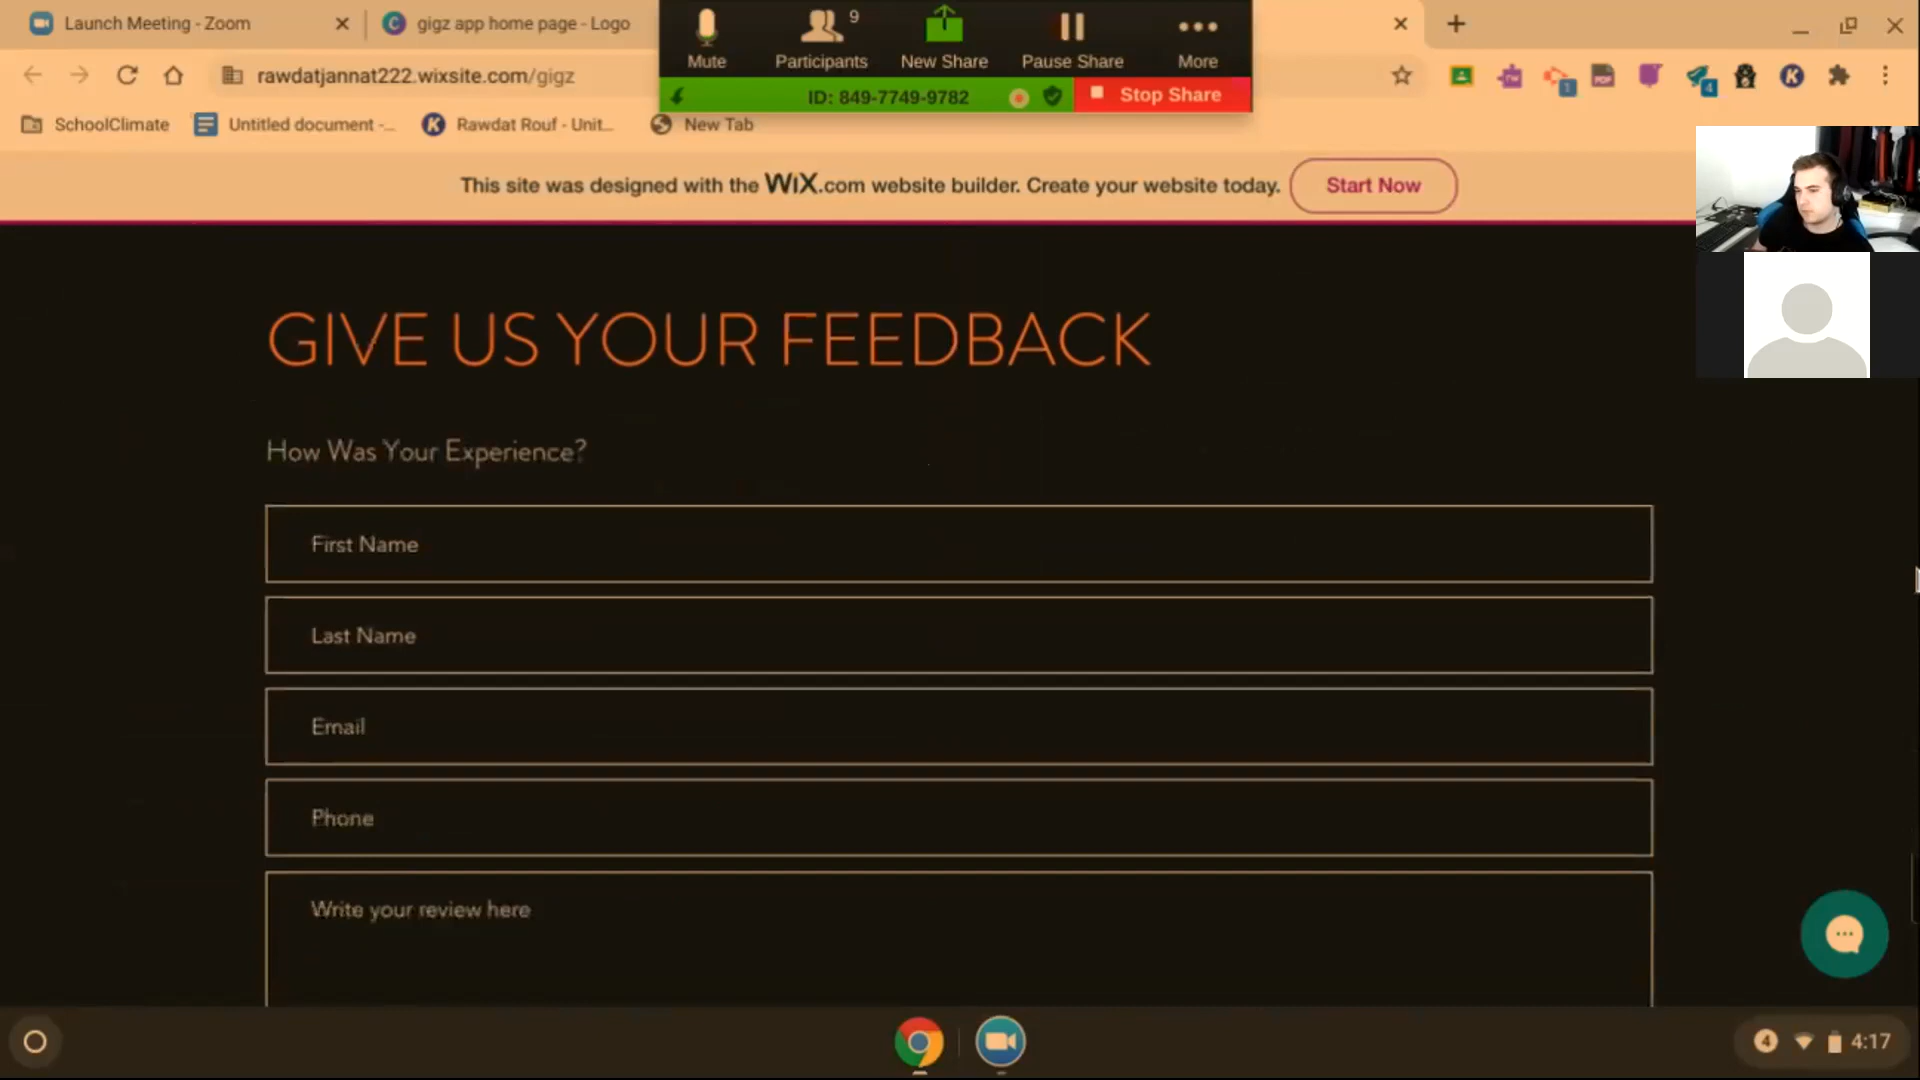 Launch Meeting - Zoom
gigz app home page - Logo
Mute
Participants
9
New Share
Pause Share
More
rawdatjannat222.wixsite.com/gigz
ID: 849-7749-9782
Stop Share
1
PDF
4
K
SchoolClimate
Untitled document -...
K
Rawdat Rouf - Unit...
New Tab
This site was designed with the WiX.com website builder. Create your website today.
Start Now
GIVE US YOUR FEEDBACK
How Was Your Experience?
First Name
Last Name
Email
Phone
Write your review here
4
4:17